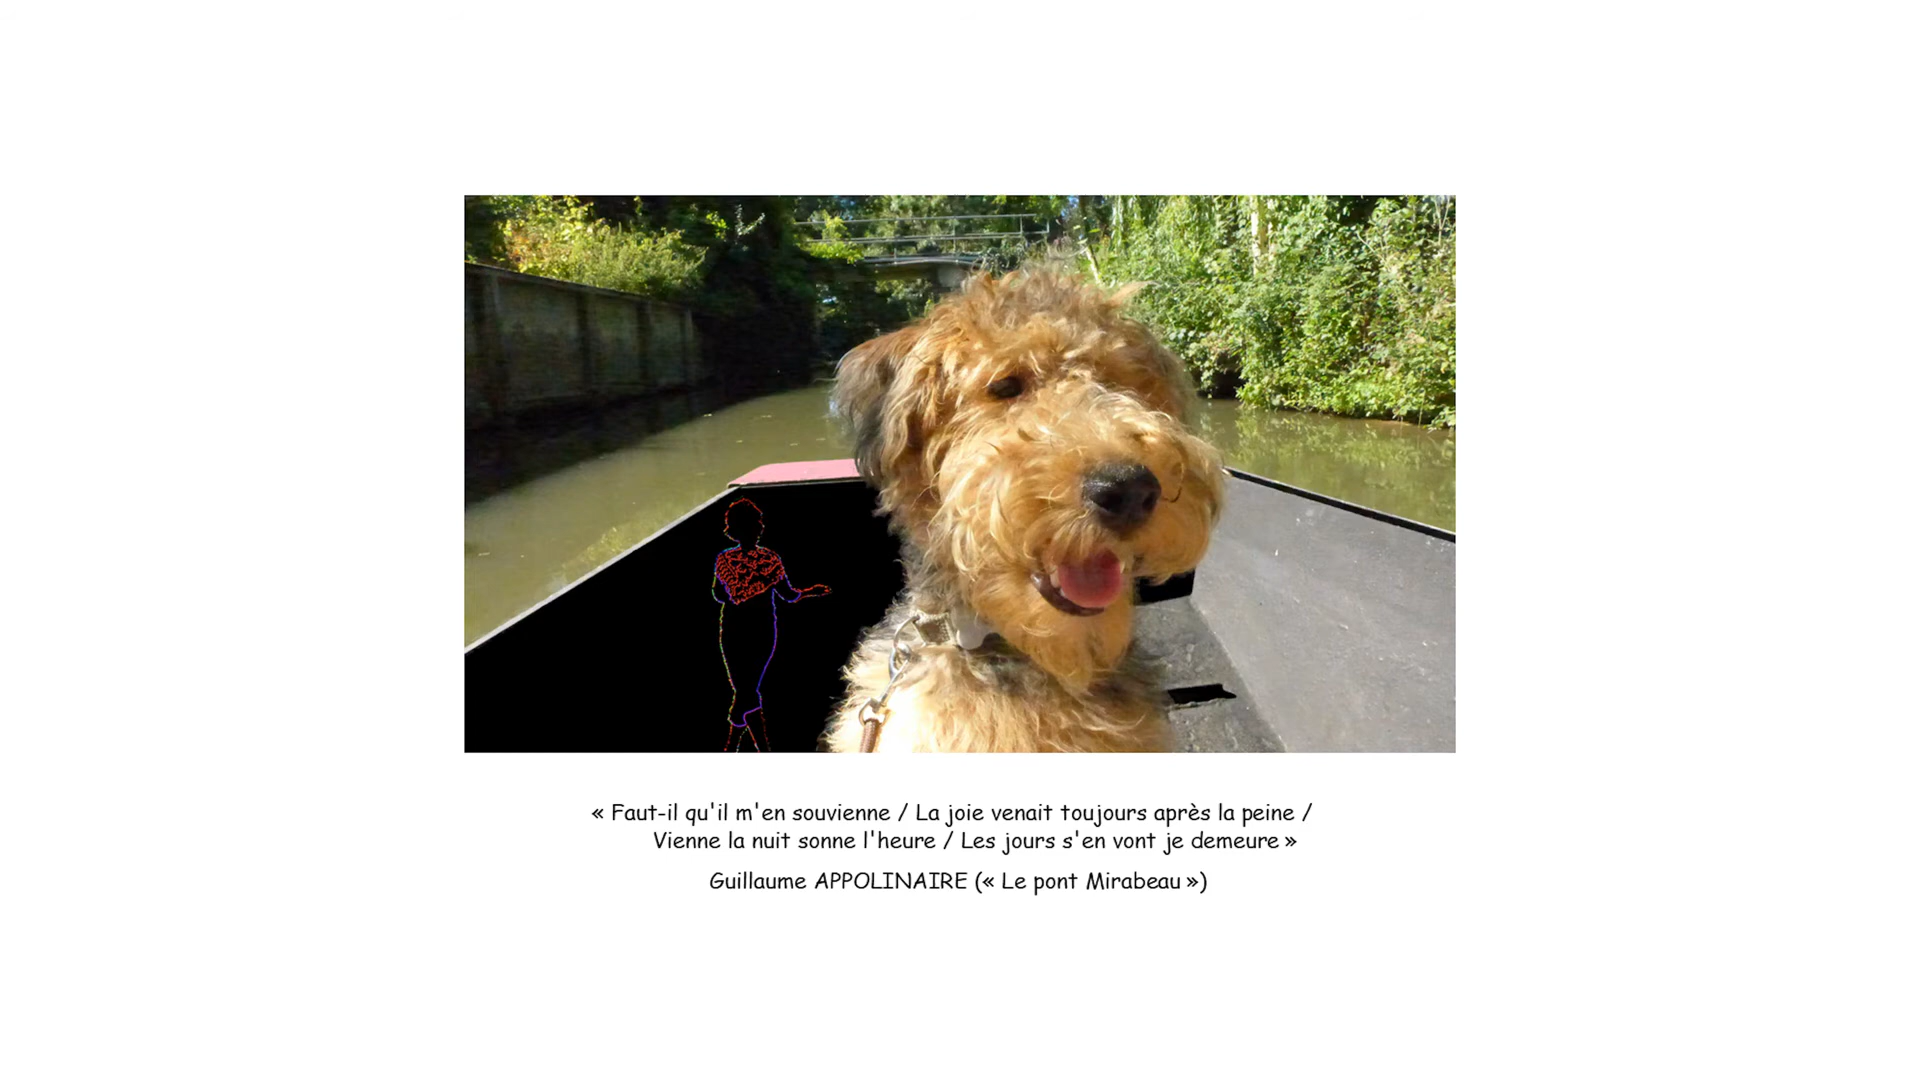 « Faut-il qu'il m'en souvienne / La joie venait toujours après la peine /
Vienne la nuit sonne l'heure / Les jours s'en vont je demeure »
Guillaume APPOLINAIRE (« Le pont Mirabeau »)